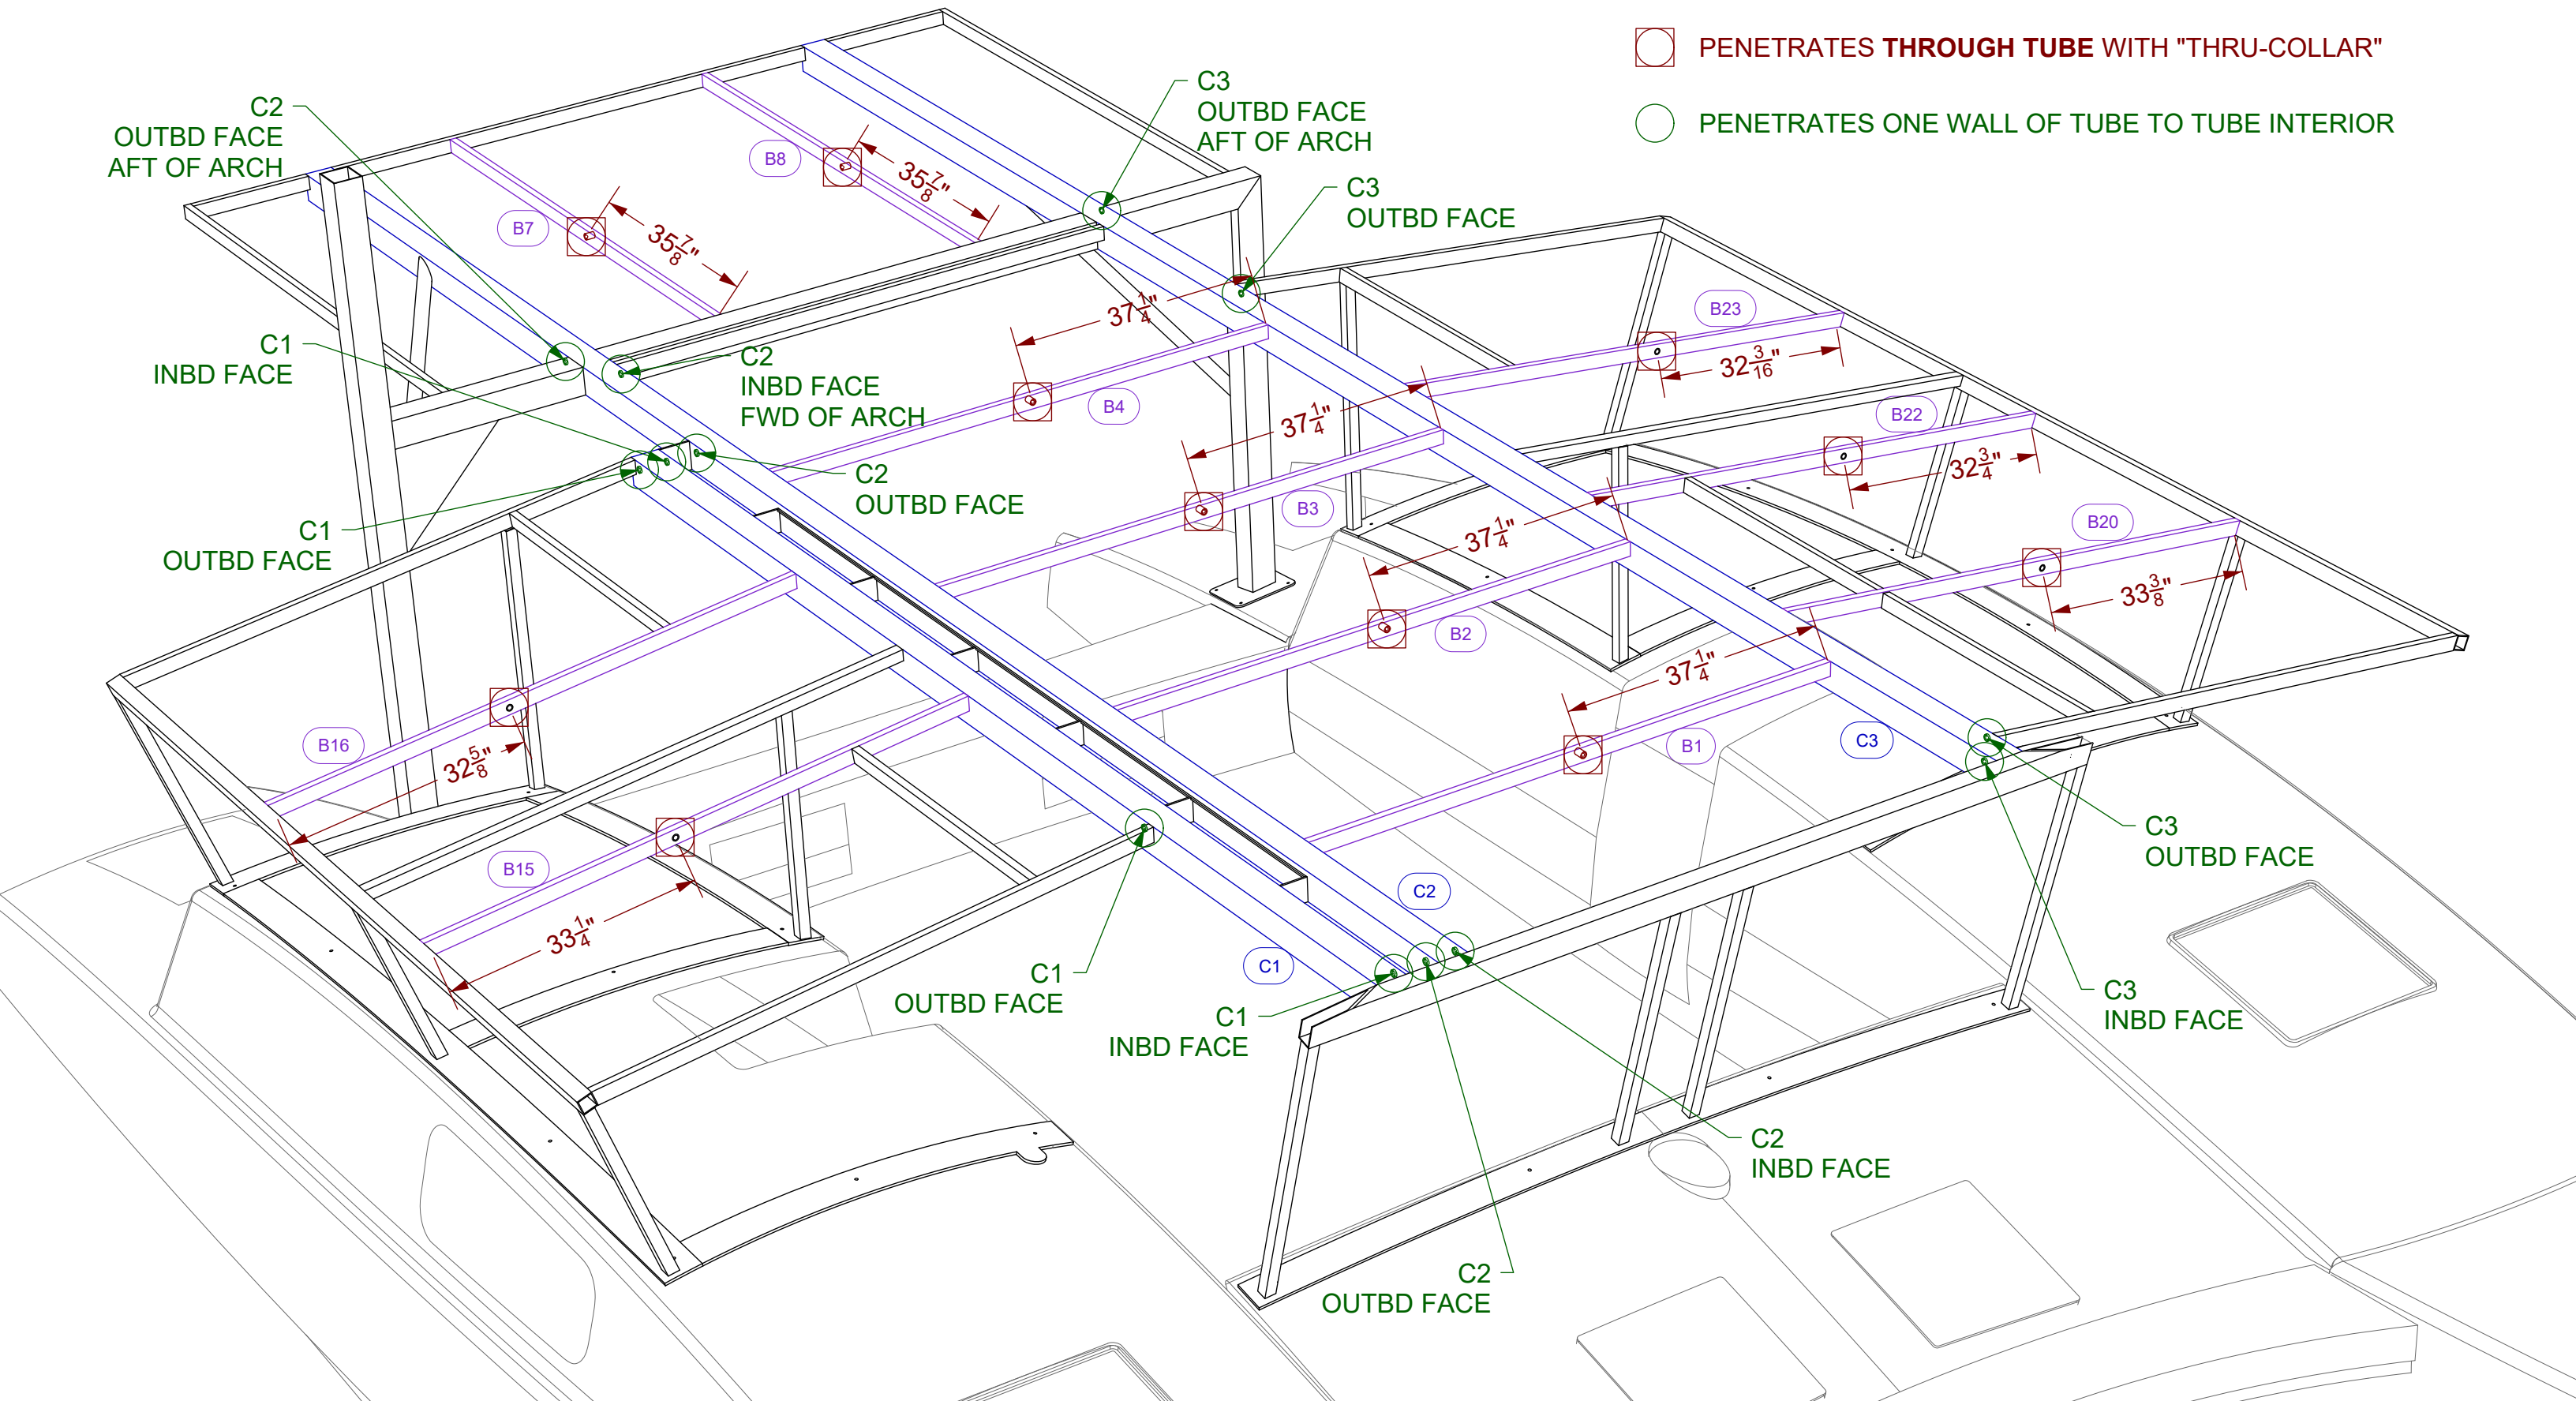 PENETRATES THROUGH TUBE WITH "THRU-COLLAR"
PENETRATES ONE WALL OF TUBE TO TUBE INTERIOR
C2
OUTBD FACE
AFT OF ARCH
C3
OUTBD FACE
AFT OF ARCH
C3
OUTBD FACE
B8
35 7/8"
B7
35 7/8"
C1
INBD FACE
C2
INBD FACE
FWD OF ARCH
37 1/4"
B4
B23
32 3/16"
37 1/4"
B3
B22
32 3/4"
C2
OUTBD FACE
C1
OUTBD FACE
37 1/4"
B2
B20
33 3/8"
37 1/4"
B1
C3
B16
32 5/8"
B15
33 1/4"
C3
OUTBD FACE
C2
C1
C1
OUTBD FACE
C1
INBD FACE
C3
INBD FACE
C2
INBD FACE
C2
OUTBD FACE